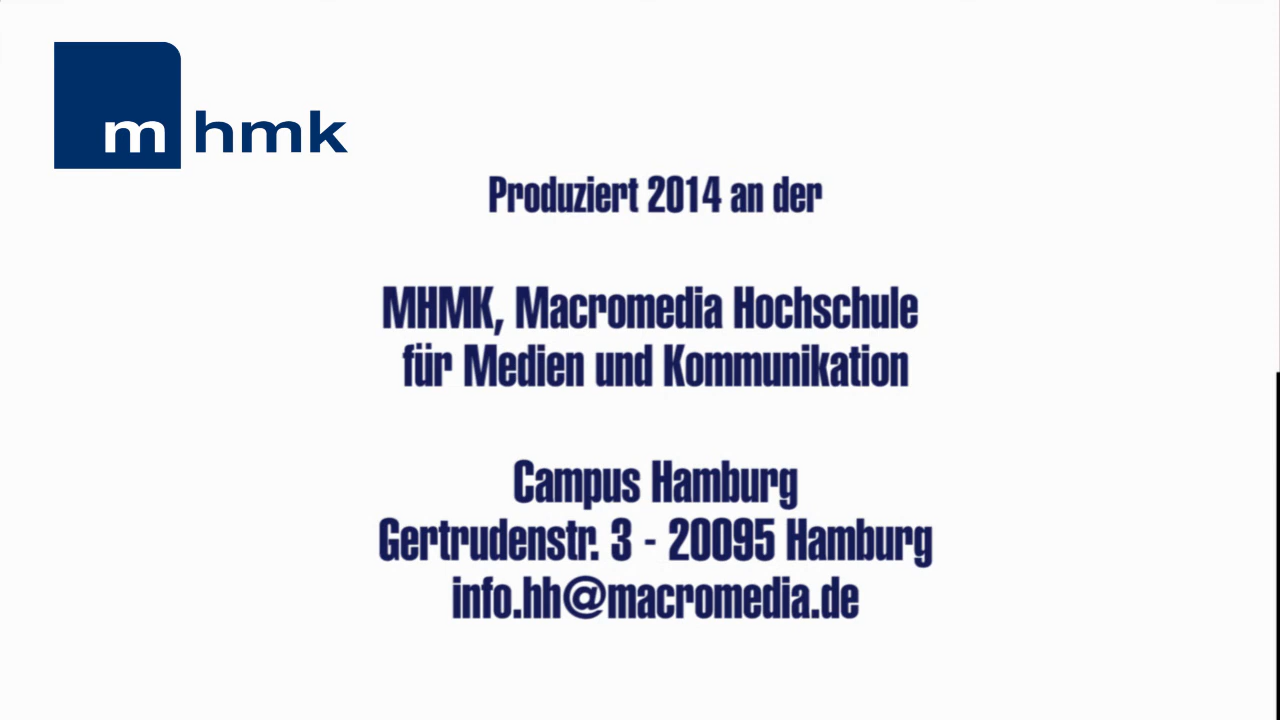 mhmk
Produziert 2014 an der
MHMK, Macromedia Hochschule
für Medien und Kommunikation
Campus Hamburg
Gertrudenstr. 3 - 20095 Hamburg
info.hh@macromedia.de